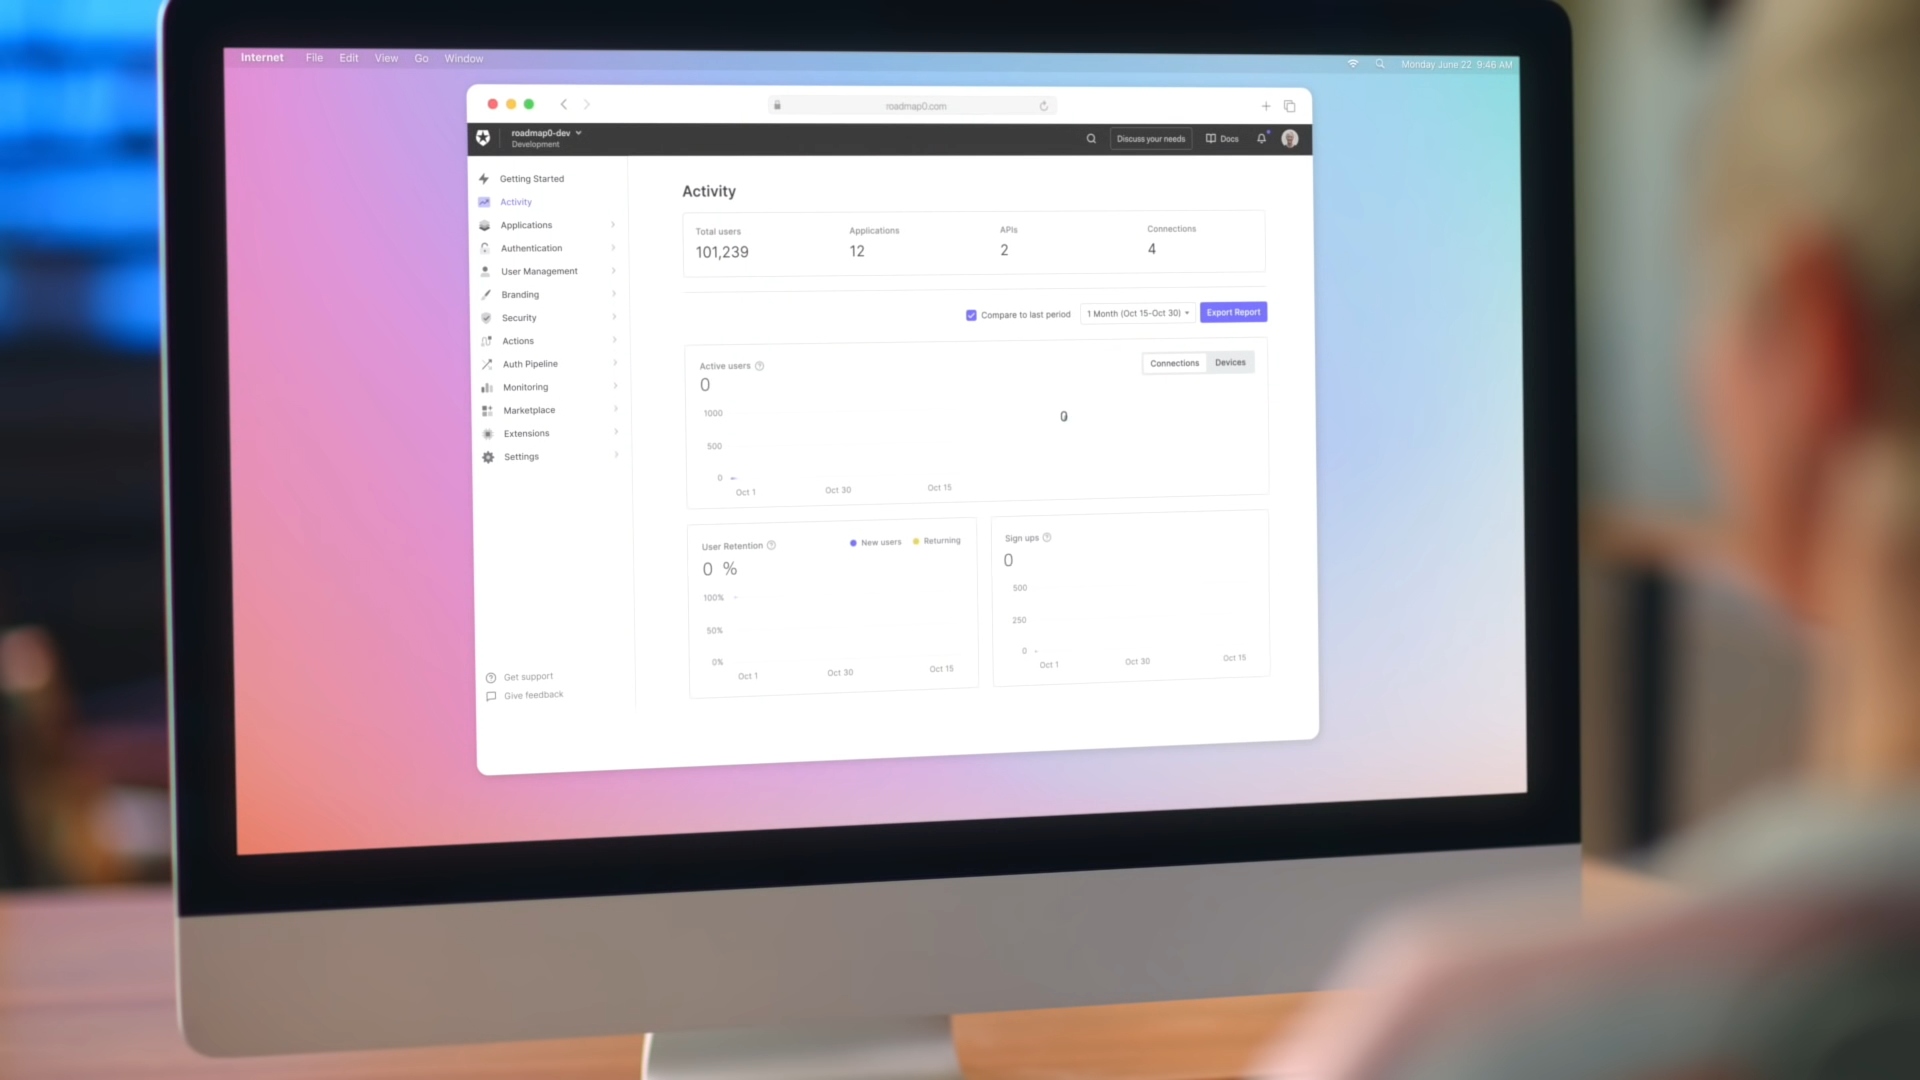 Internet File Edit View Go Window
Monday June 22 9:46 AM
roadmap0.com
roadmap0-dev
Development
Discuss your needs
Docs
Getting Started
Activity
Applications
Authentication
User Management
Branding
Security
Actions
Auth Pipeline
Monitoring
Marketplace
Extensions
Settings
Get support
Give feedback
Activity
Total users Applications APIs Connections
101,239 12 2 4
Compare to last period 1 Month (Oct 15-Oct 30) Export Report
Active users Connections Devices
0
1000
0
500
0
Oct 1 Oct 30 Oct 15
User Retention New users Returning
0 %
100%
50%
0%
Oct 1 Oct 30 Oct 15
Sign ups
0
500
250
0
Oct 1 Oct 30 Oct 15